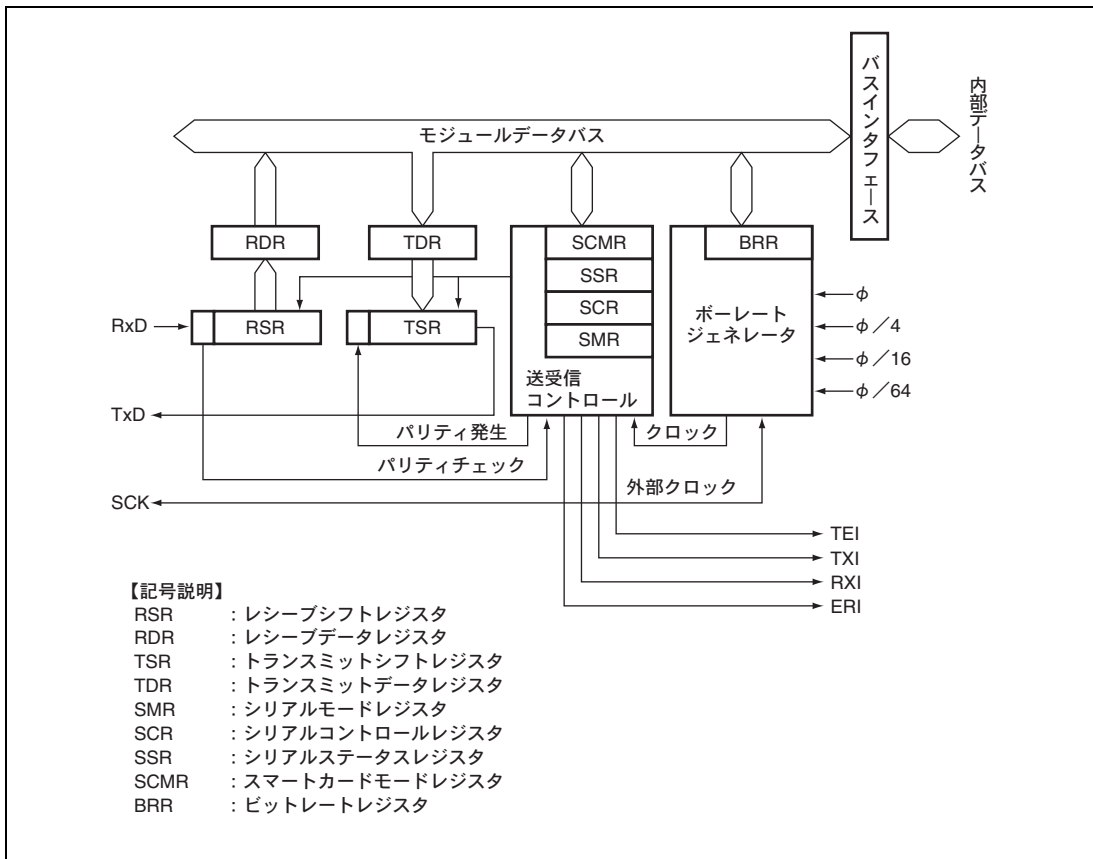 バスインタフェース
内部データバス
モジュールデータバス
RDR
TDR
SCMR
BRR
SSR
SCR
SMR
RxD
RSR
TSR
ボーレート
ジェネレータ
φ
φ/4
φ/16
φ/64
送受信
コントロール
TxD
パリティ発生
クロック
パリティチェック
外部クロック
SCK
TEI
TXI
RXI
ERI
【記号説明】
RSR :レシーブシフトレジスタ
RDR :レシーブデータレジスタ
TSR :トランスミットシフトレジスタ
TDR :トランスミットデータレジスタ
SMR :シリアルモードレジスタ
SCR :シリアルコントロールレジスタ
SSR :シリアルステータスレジスタ
SCMR :スマートカードモードレジスタ
BRR :ビットレートレジスタ